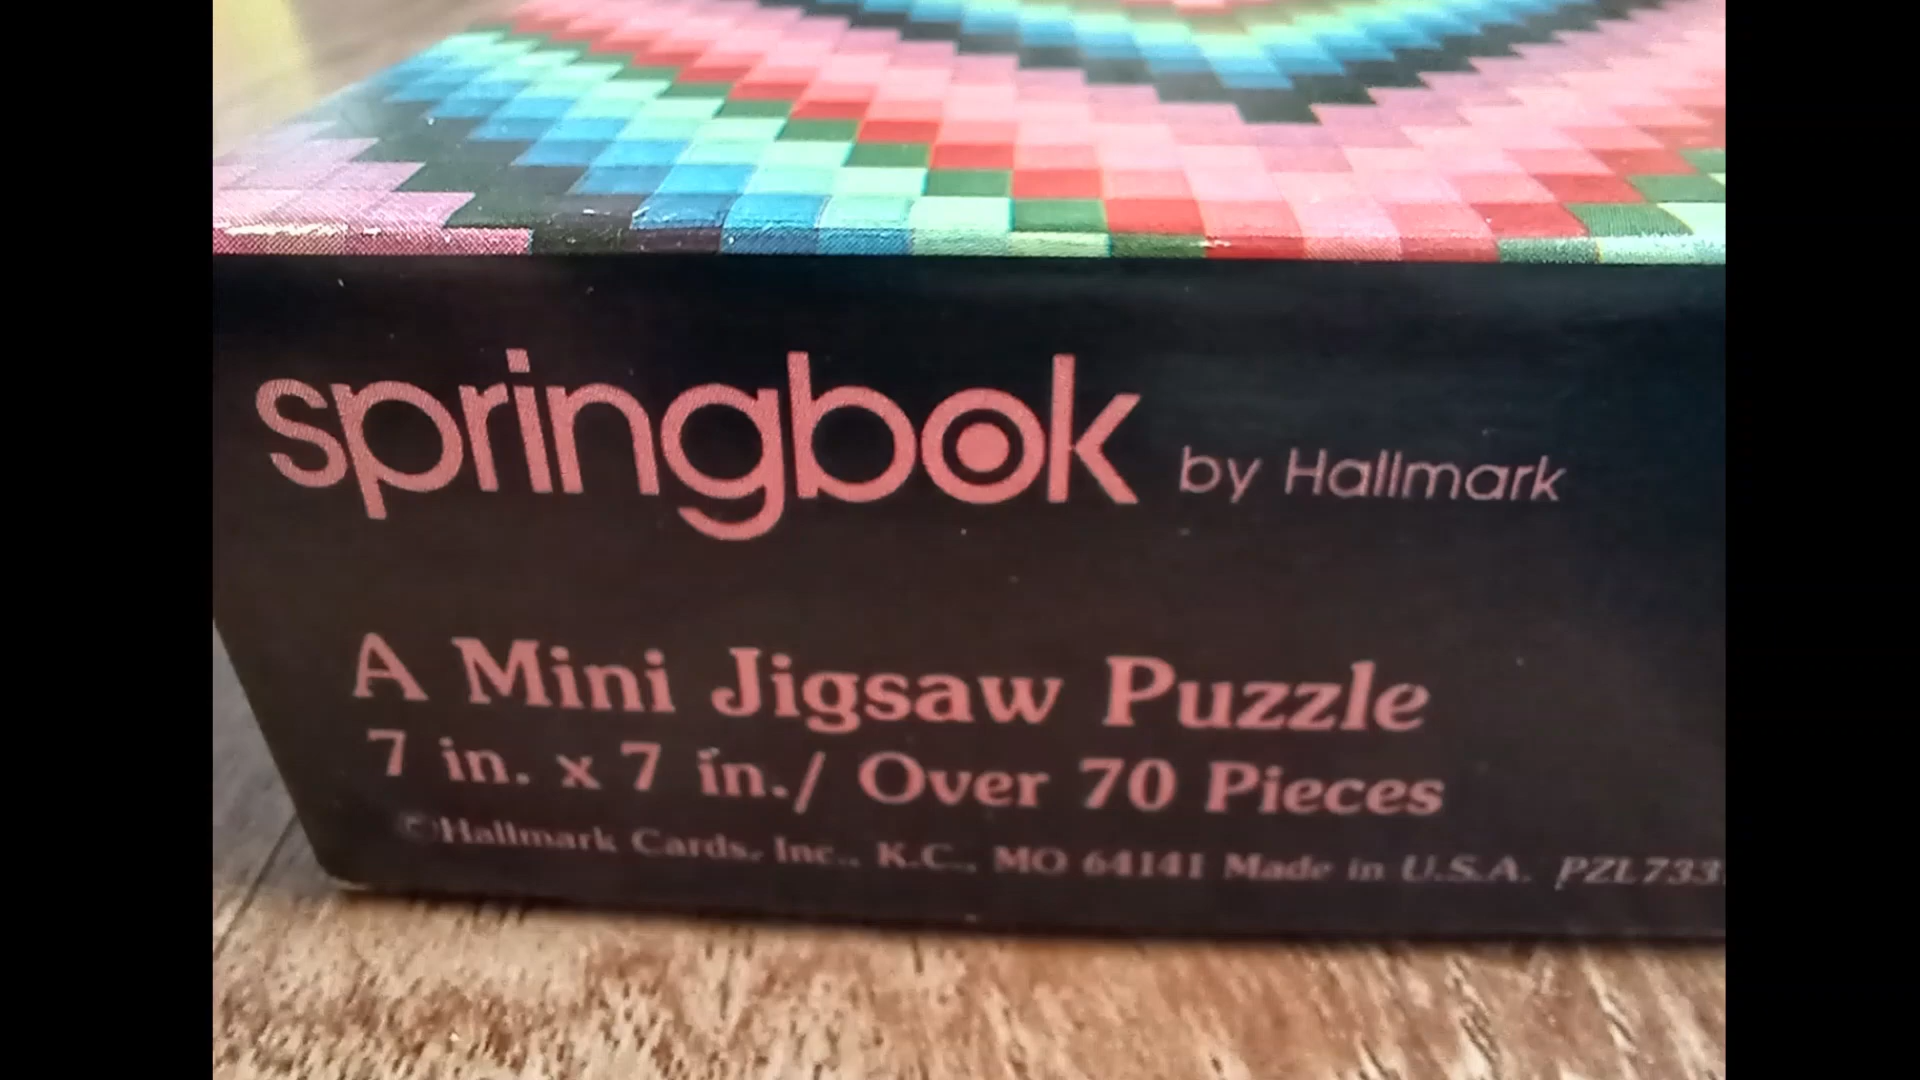 springbok by Hallmark
A Mini Jigsaw Puzzle
7 in. x 7 in./ Over 70 Pieces
©Hallmark Cards, Inc., K.C., MO 64141 Made in U.S.A. PZL733